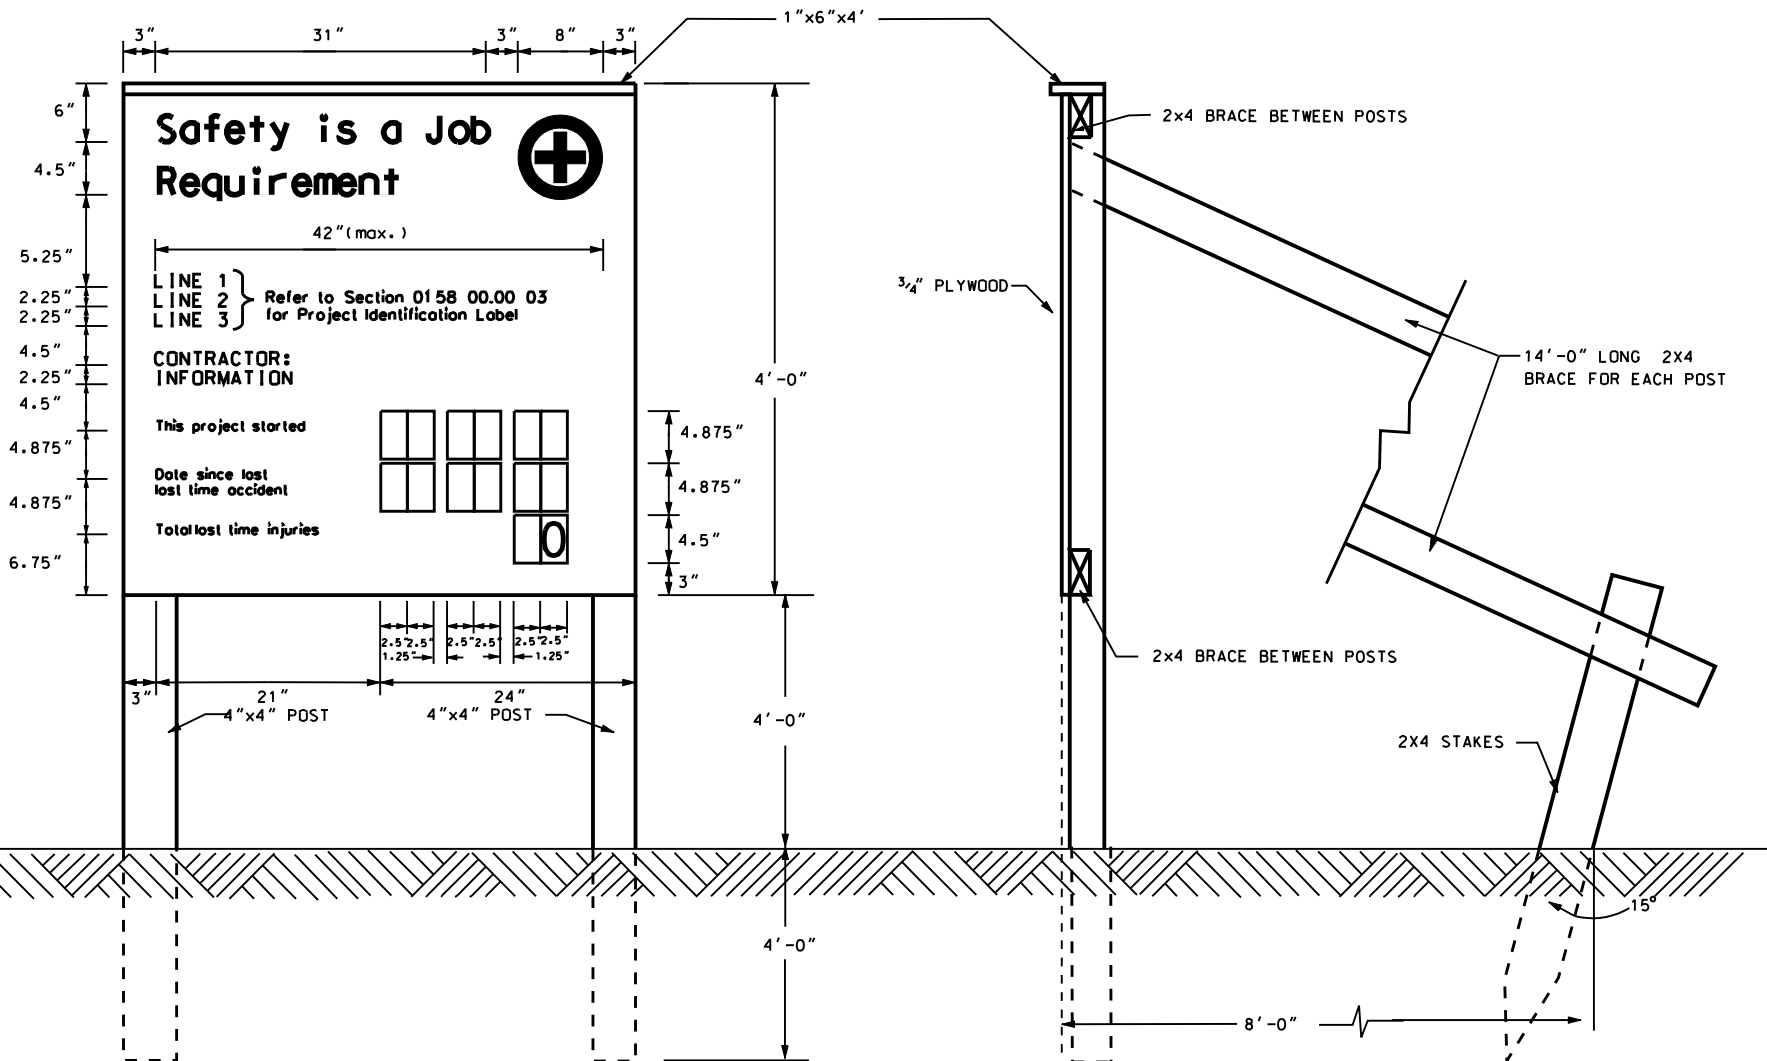 1"x6"x4'
3" 31" 3" 8" 3"
6"
Safety is a Job
Requirement
4.5"
42"(max.)
5.25"
2.25"
2.25"
4.5"
2.25"
4.5"
4.875"
4.875"
6.75"
LINE 1
LINE 2
LINE 3
Refer to Section 01 58 00.00 03
for Project Identification Label
CONTRACTOR:
INFORMATION
This project started
Date since last
lost time accident
Total lost time injuries
0
4.875"
4.875"
4.5"
3"
2.5" 2.5" 2.5" 2.5" 2.5" 2.5"
1.25" 1.25"
3" 21" 24"
4"x4" POST
4"x4" POST
4'-0"
4'-0"
4'-0"
2x4 BRACE BETWEEN POSTS
3/4" PLYWOOD
14'-0" LONG 2X4
BRACE FOR EACH POST
2x4 BRACE BETWEEN POSTS
2X4 STAKES
15°
8'-0"